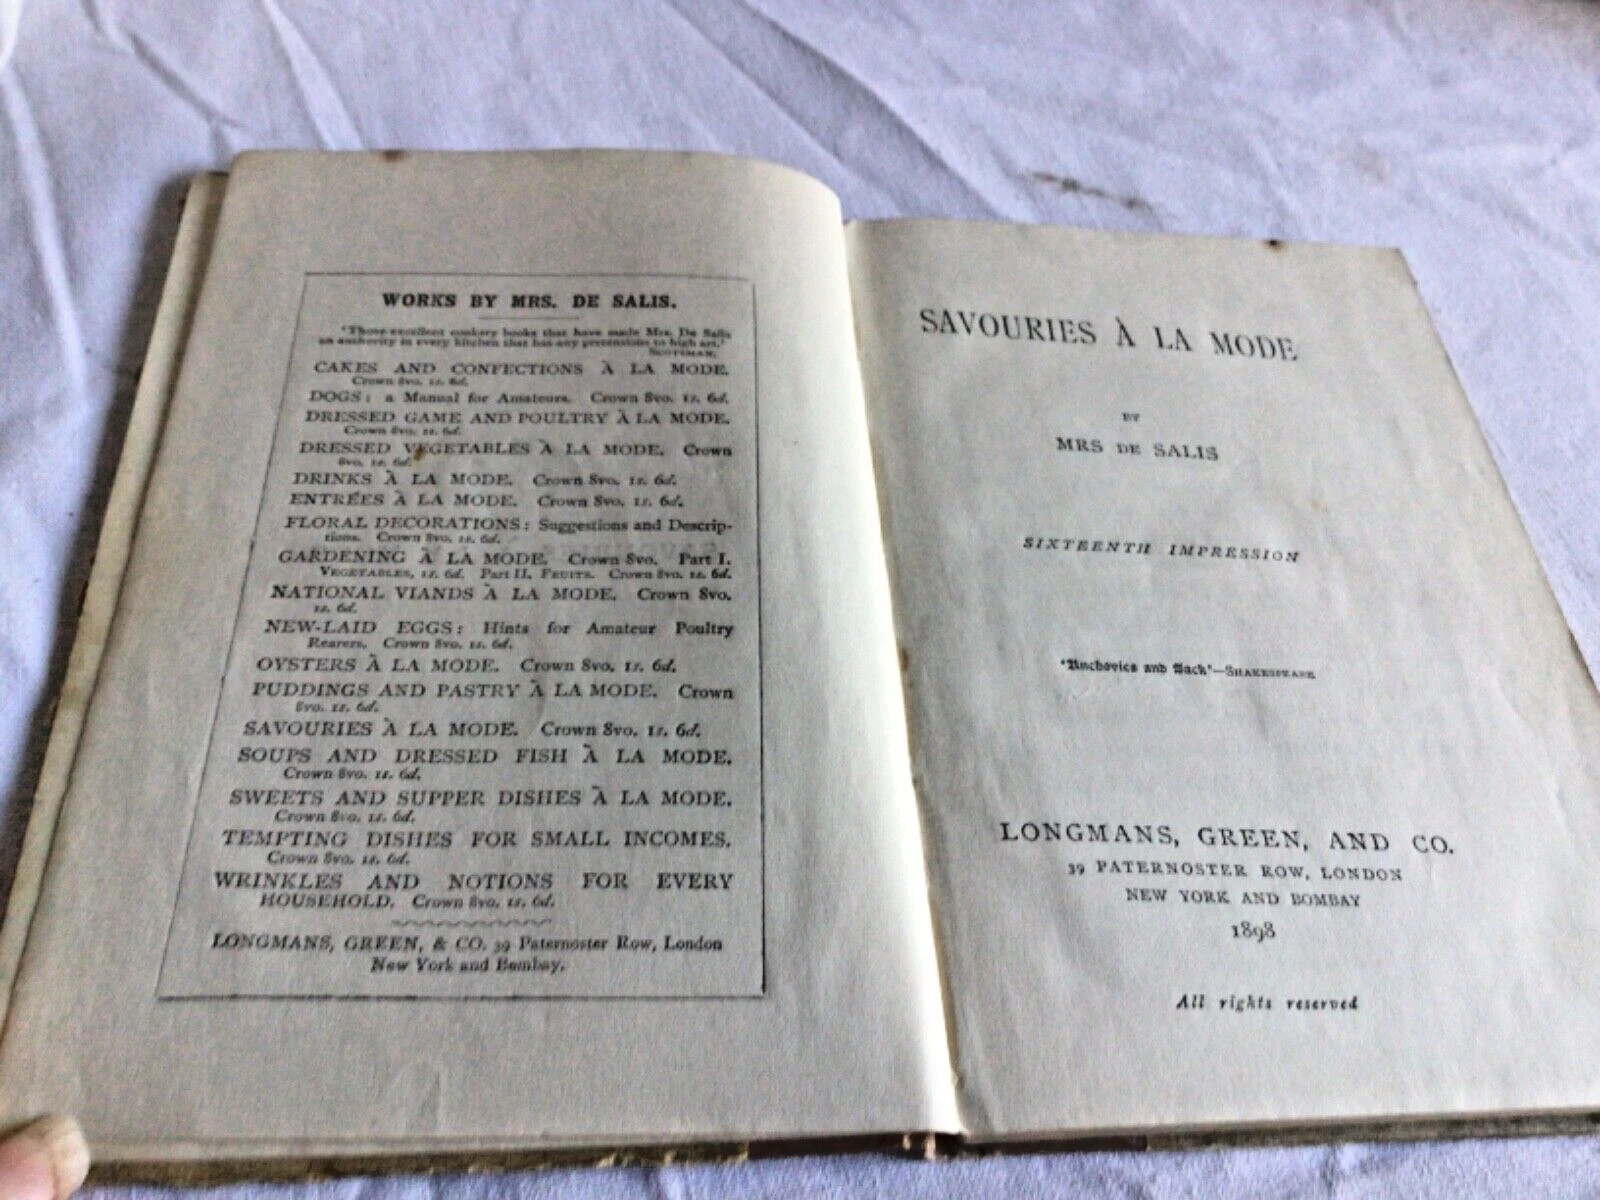 WORKS BY MRS. DE SALIS.
'Those excellent cookery books that have made Mrs. De Salis
an authority in every kitchen that has any pretensions to high art.'
SCOTSMAN.
CAKES AND CONFECTIONS À LA MODE.
Crown 8vo. 1s. 6d.
DOGS: a Manual for Amateurs. Crown 8vo. 1s. 6d.
DRESSED GAME AND POULTRY À LA MODE.
Crown 8vo. 1s. 6d.
DRESSED VEGETABLES À LA MODE. Crown
8vo. 1s. 6d.
DRINKS À LA MODE. Crown 8vo. 1s. 6d.
ENTRÉES À LA MODE. Crown 8vo. 1s. 6d.
FLORAL DECORATIONS: Suggestions and Descrip-
tions. Crown 8vo. 1s. 6d.
GARDENING À LA MODE. Crown 8vo. Part I.
VEGETABLES, 1s. 6d. Part II. FRUITS. Crown 8vo. 1s. 6d.
NATIONAL VIANDS À LA MODE. Crown 8vo.
1s. 6d.
NEW-LAID EGGS: Hints for Amateur Poultry
Rearers. Crown 8vo. 1s. 6d.
OYSTERS À LA MODE. Crown 8vo. 1s. 6d.
PUDDINGS AND PASTRY À LA MODE. Crown
8vo. 1s. 6d.
SAVOURIES À LA MODE. Crown 8vo. 1s. 6d.
SOUPS AND DRESSED FISH À LA MODE.
Crown 8vo. 1s. 6d.
SWEETS AND SUPPER DISHES À LA MODE.
Crown 8vo. 1s. 6d.
TEMPTING DISHES FOR SMALL INCOMES.
Crown 8vo. 1s. 6d.
WRINKLES AND NOTIONS FOR EVERY
HOUSEHOLD. Crown 8vo. 1s. 6d.
LONGMANS, GREEN, & CO. 39 Paternoster Row, London
New York and Bombay.
SAVOURIES À LA MODE
BY
MRS DE SALIS
SIXTEENTH IMPRESSION
'Anchovies and Sack'—SHAKESPEARE
LONGMANS, GREEN, AND CO.
39 PATERNOSTER ROW, LONDON
NEW YORK AND BOMBAY
1898
All rights reserved